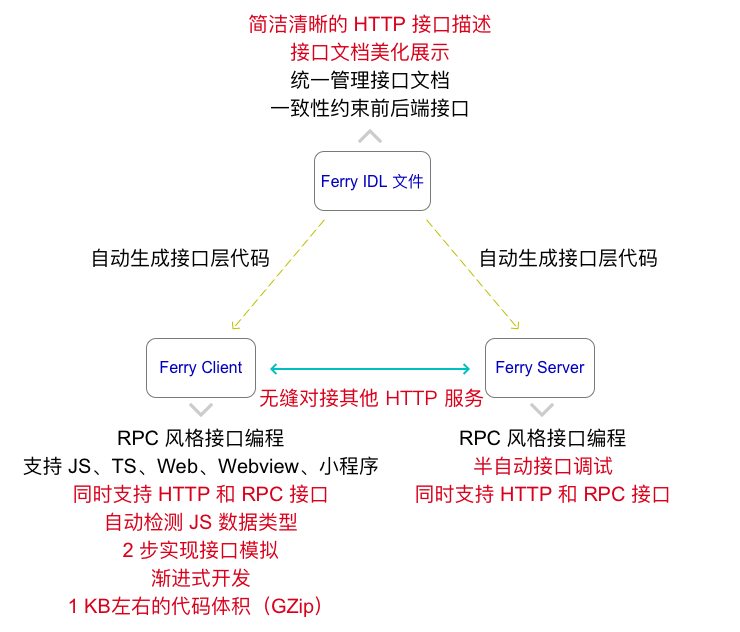 简洁清晰的 HTTP 接口描述
接口文档美化展示
统一管理接口文档
一致性约束前后端接口
Ferry IDL 文件
自动生成接口层代码
自动生成接口层代码
Ferry Client
Ferry Server
无缝对接其他 HTTP 服务
RPC 风格接口编程
支持 JS、TS、Web、Webview、小程序
同时支持 HTTP 和 RPC 接口
自动检测 JS 数据类型
2 步实现接口模拟
渐进式开发
1 KB左右的代码体积（GZip）
RPC 风格接口编程
半自动接口调试
同时支持 HTTP 和 RPC 接口